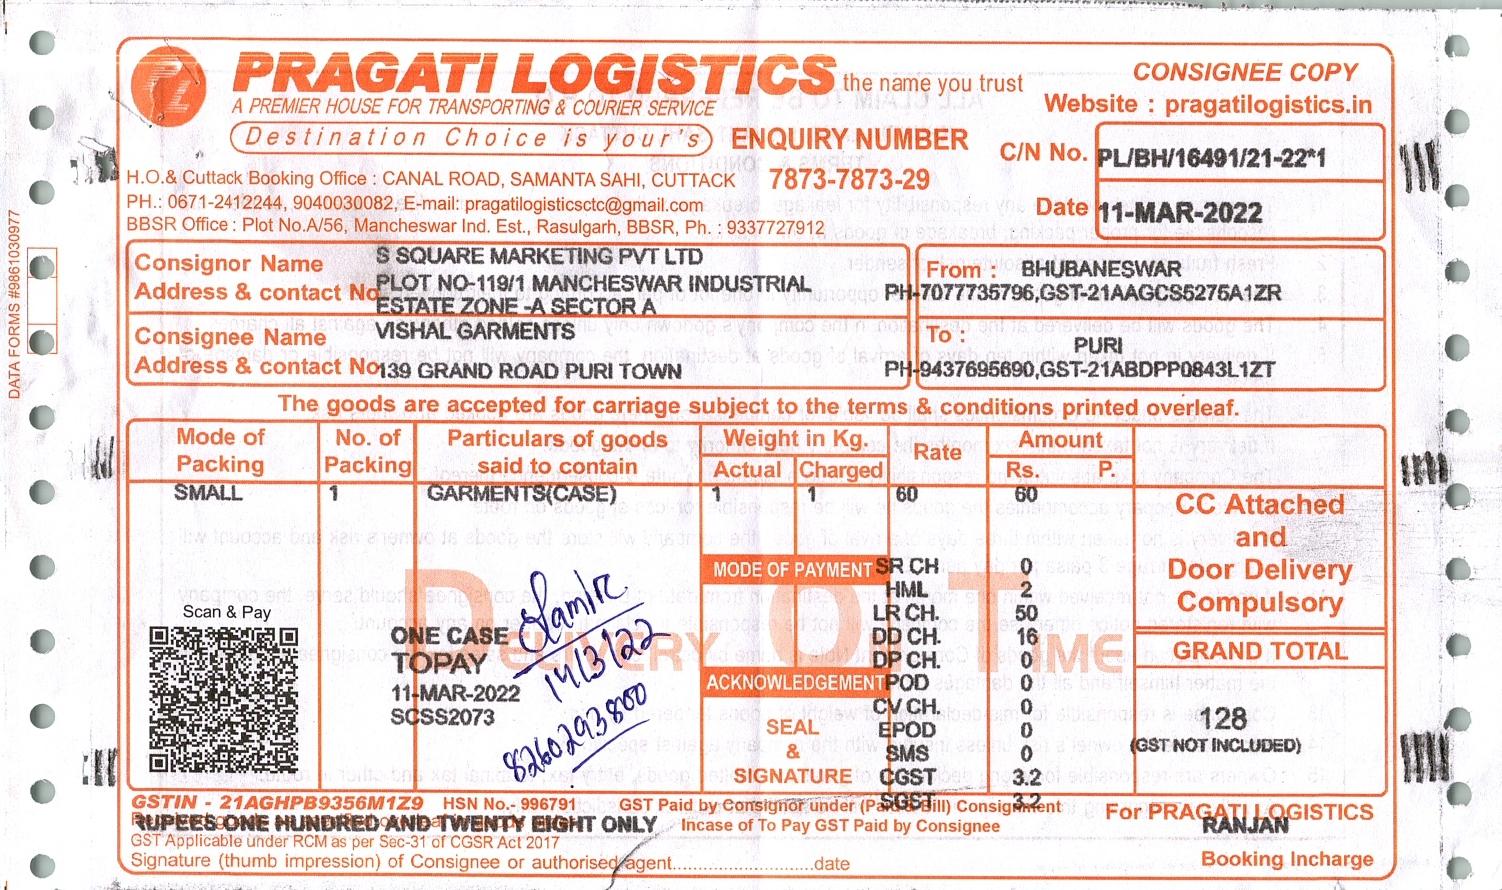 PRAGATI LOGISTICS the name you trust
A PREMIER HOUSE FOR TRANSPORTING & COURIER SERVICE
Destination Choice is your's
ENQUIRY NUMBER
7873-7873-29
CONSIGNEE COPY
Website : pragatilogistics.in
C/N No. PL/BH/16491/21-22*1
Date 11-MAR-2022
H.O.& Cuttack Booking Office : CANAL ROAD, SAMANTA SAHI, CUTTACK
PH.: 0671-2412244, 9040030082, E-mail: pragatilogisticsctc@gmail.com
BBSR Office : Plot No.A/56, Mancheswar Ind. Est., Rasulgarh, BBSR, Ph. : 9337727912
DATA FORMS #9861030977
Consignor Name
Address & contact No
S SQUARE MARKETING PVT LTD
PLOT NO-119/1 MANCHESWAR INDUSTRIAL
ESTATE ZONE -A SECTOR A
From : BHUBANESWAR
PH-7077735796,GST-21AAGCS5275A1ZR
Consignee Name
Address & contact No
VISHAL GARMENTS
139 GRAND ROAD PURI TOWN
To :
PURI
PH-9437695690,GST-21ABDPP0843L1ZT
The goods are accepted for carriage subject to the terms & conditions printed overleaf.
Mode of Packing
No. of Packing
Particulars of goods said to contain
Weight in Kg.
Actual Charged
Rate
Amount
Rs. P.
SMALL 1 GARMENTS(CASE) 1 1 60 60
CC Attached
and
Door Delivery
Compulsory
GRAND TOTAL
128
(GST NOT INCLUDED)
MODE OF PAYMENT
ACKNOWLEDGEMENT
SEAL
&
SIGNATURE
SR CH 0
HML 2
LR CH. 50
DD CH. 16
DP CH. 0
POD 0
CV CH. 0
EPOD 0
SMS 0
CGST 3.2
SGST 3.2
DELIVERY ON TIME
Scan & Pay
ONE CASE
TOPAY
11-MAR-2022
SCSS2073
14/3/22
8260293800
GSTIN - 21AGHPB9356M1Z9 HSN No.- 996791
GST Paid by Consignor under (Paid & Bill) Consignment
Incase of To Pay GST Paid by Consignee
RUPEES ONE HUNDRED AND TWENTY EIGHT ONLY
GST Applicable under RCM as per Sec-31 of CGSR Act 2017
Signature (thumb impression) of Consignee or authorised agent..............................date
For PRAGATI LOGISTICS
RANJAN
Booking Incharge